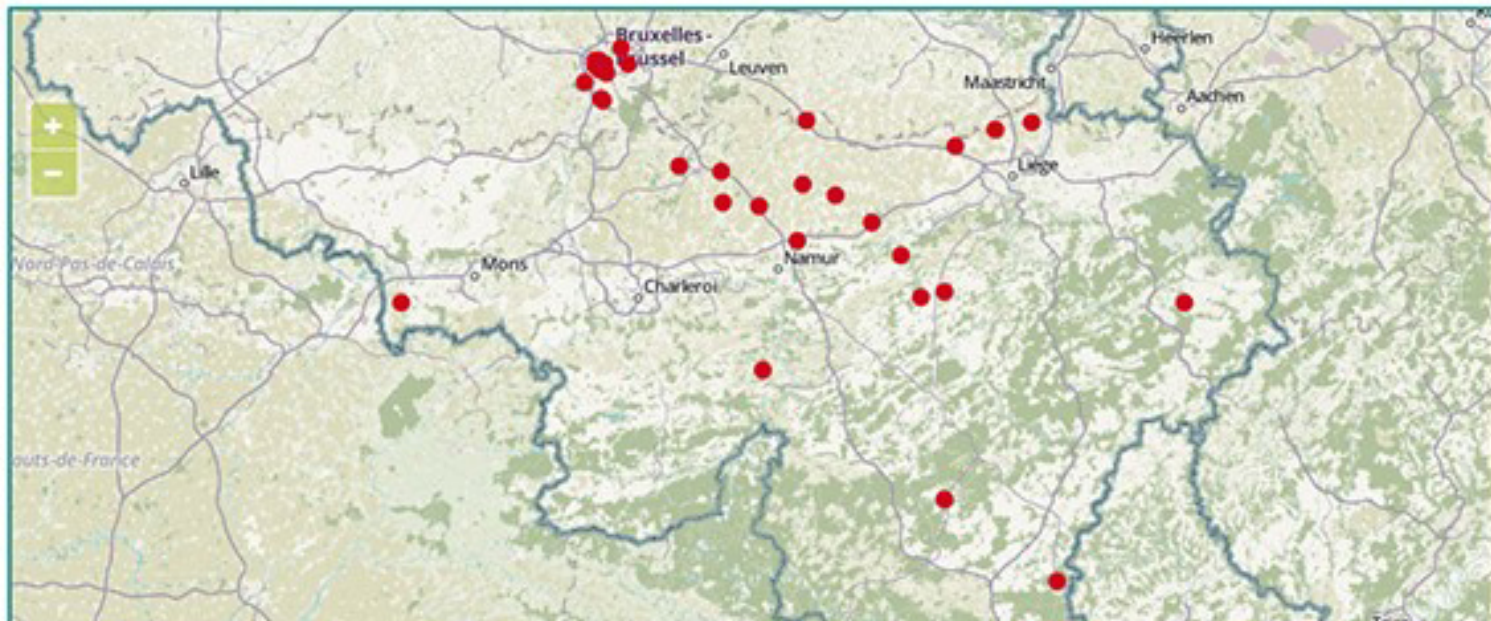 Bruxelles -
Brussel
Leuven
Heerlen
Maastricht
Aachen
+
−
Lille
Liège
Nord-Pas-de-Calais
Mons
Namur
Charleroi
auts-de-France